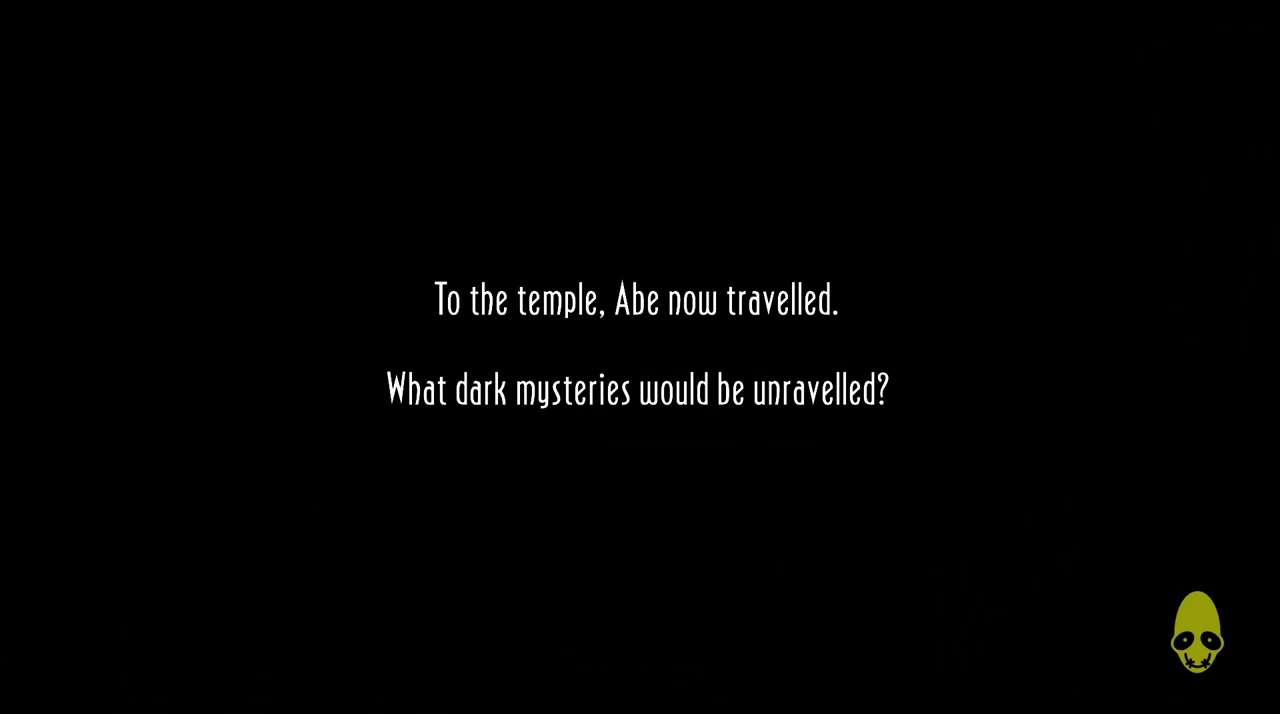 To the temple, Abe now travelled.
What dark mysteries would be unravelled?